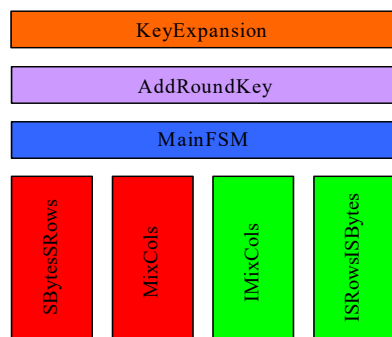 KeyExpansion
AddRoundKey
MainFSM
SBytesSRows
MixCols
IMixCols
ISRowsISBytes